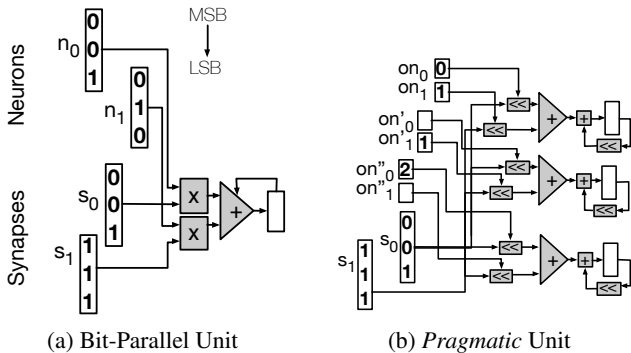 Neurons
Synapses
MSB
LSB
n0
0
0
1
n1
0
1
0
s0
0
0
1
s1
1
1
1
x
x
+
(a) Bit-Parallel Unit
on0 0
on1 1
on'0
on'1 1
on"0 2
on"1
s0
0
0
1
s1
1
1
1
<<
<<
+
+
<<
<<
<<
+
+
<<
<<
<<
+
+
<<
(b) Pragmatic Unit